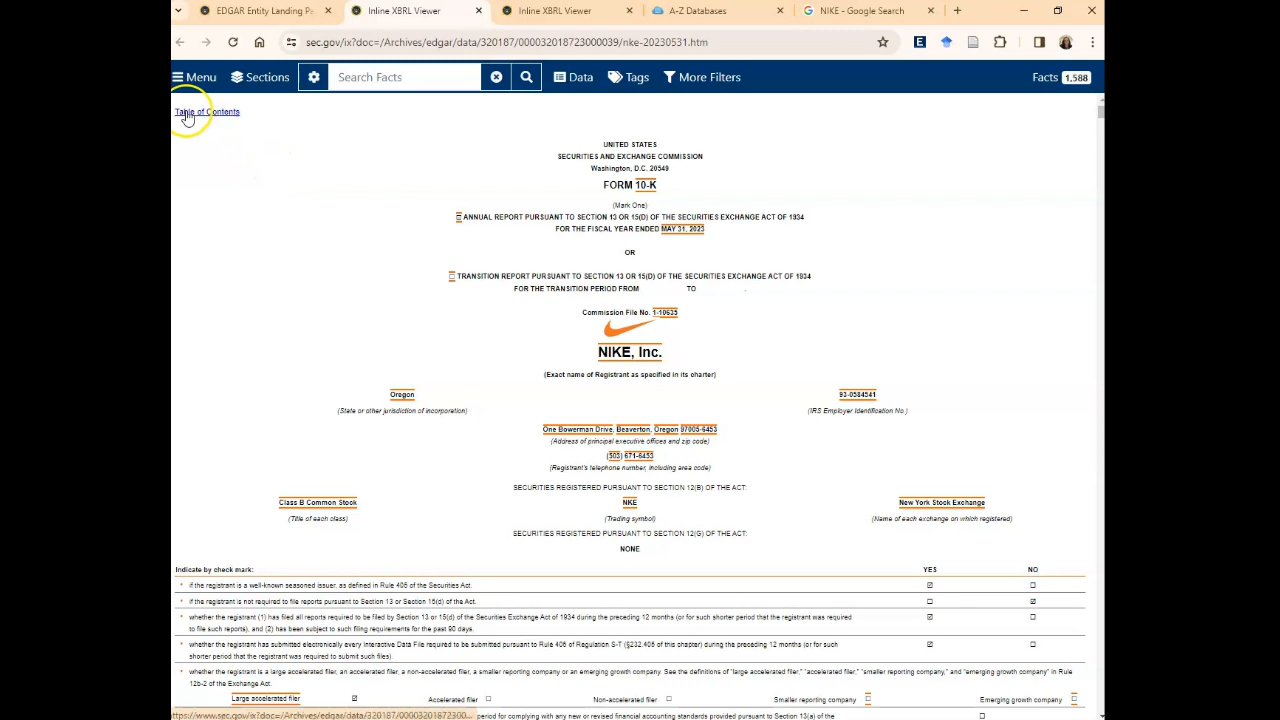 EDGAR Entity Landing Pa
Inline XBRL Viewer
Inline XBRL Viewer
A-Z Databases
NIKE - Google Search
sec.gov/ix?doc=/Archives/edgar/data/320187/000032018723000039/nke-20230531.htm
Menu
Sections
Search Facts
Data
Tags
More Filters
Facts 1,588
Table of Contents
UNITED STATES
SECURITIES AND EXCHANGE COMMISSION
Washington, D.C. 20549
FORM 10-K
(Mark One)
ANNUAL REPORT PURSUANT TO SECTION 13 OR 15(D) OF THE SECURITIES EXCHANGE ACT OF 1934
FOR THE FISCAL YEAR ENDED MAY 31, 2023
OR
TRANSITION REPORT PURSUANT TO SECTION 13 OR 15(D) OF THE SECURITIES EXCHANGE ACT OF 1934
FOR THE TRANSITION PERIOD FROM TO .
Commission File No. 1-10635
NIKE, Inc.
(Exact name of Registrant as specified in its charter)
Oregon 93-0584541
(State or other jurisdiction of incorporation) (IRS Employer Identification No.)
One Bowerman Drive, Beaverton, Oregon 97005-6453
(Address of principal executive offices and zip code)
(503) 671-6453
(Registrant's telephone number, including area code)
SECURITIES REGISTERED PURSUANT TO SECTION 12(B) OF THE ACT:
Class B Common Stock NKE New York Stock Exchange
(Title of each class) (Trading symbol) (Name of each exchange on which registered)
SECURITIES REGISTERED PURSUANT TO SECTION 12(G) OF THE ACT:
NONE
Indicate by check mark: YES NO
• if the registrant is a well-known seasoned issuer, as defined in Rule 405 of the Securities Act. ☑ ☐
• if the registrant is not required to file reports pursuant to Section 13 or Section 15(d) of the Act. ☐ ☑
• whether the registrant (1) has filed all reports required to be filed by Section 13 or 15(d) of the Securities Exchange Act of 1934 during the preceding 12 months (or for such shorter period that the registrant was required ☑ ☐
to file such reports), and (2) has been subject to such filing requirements for the past 90 days.
• whether the registrant has submitted electronically every Interactive Data File required to be submitted pursuant to Rule 405 of Regulation S-T (§232.405 of this chapter) during the preceding 12 months (or for such ☑ ☐
shorter period that the registrant was required to submit such files).
• whether the registrant is a large accelerated filer, an accelerated filer, a non-accelerated filer, a smaller reporting company or an emerging growth company. See the definitions of "large accelerated filer," "accelerated filer," "smaller reporting company," and "emerging growth company" in Rule
12b-2 of the Exchange Act.
Large accelerated filer ☑ Accelerated filer ☐ Non-accelerated filer ☐ Smaller reporting company ☐ Emerging growth company ☐
https://www.sec.gov/ix?doc=/Archives/edgar/data/320187/00003201872300... period for complying with any new or revised financial accounting standards provided pursuant to Section 13(a) of the ☐